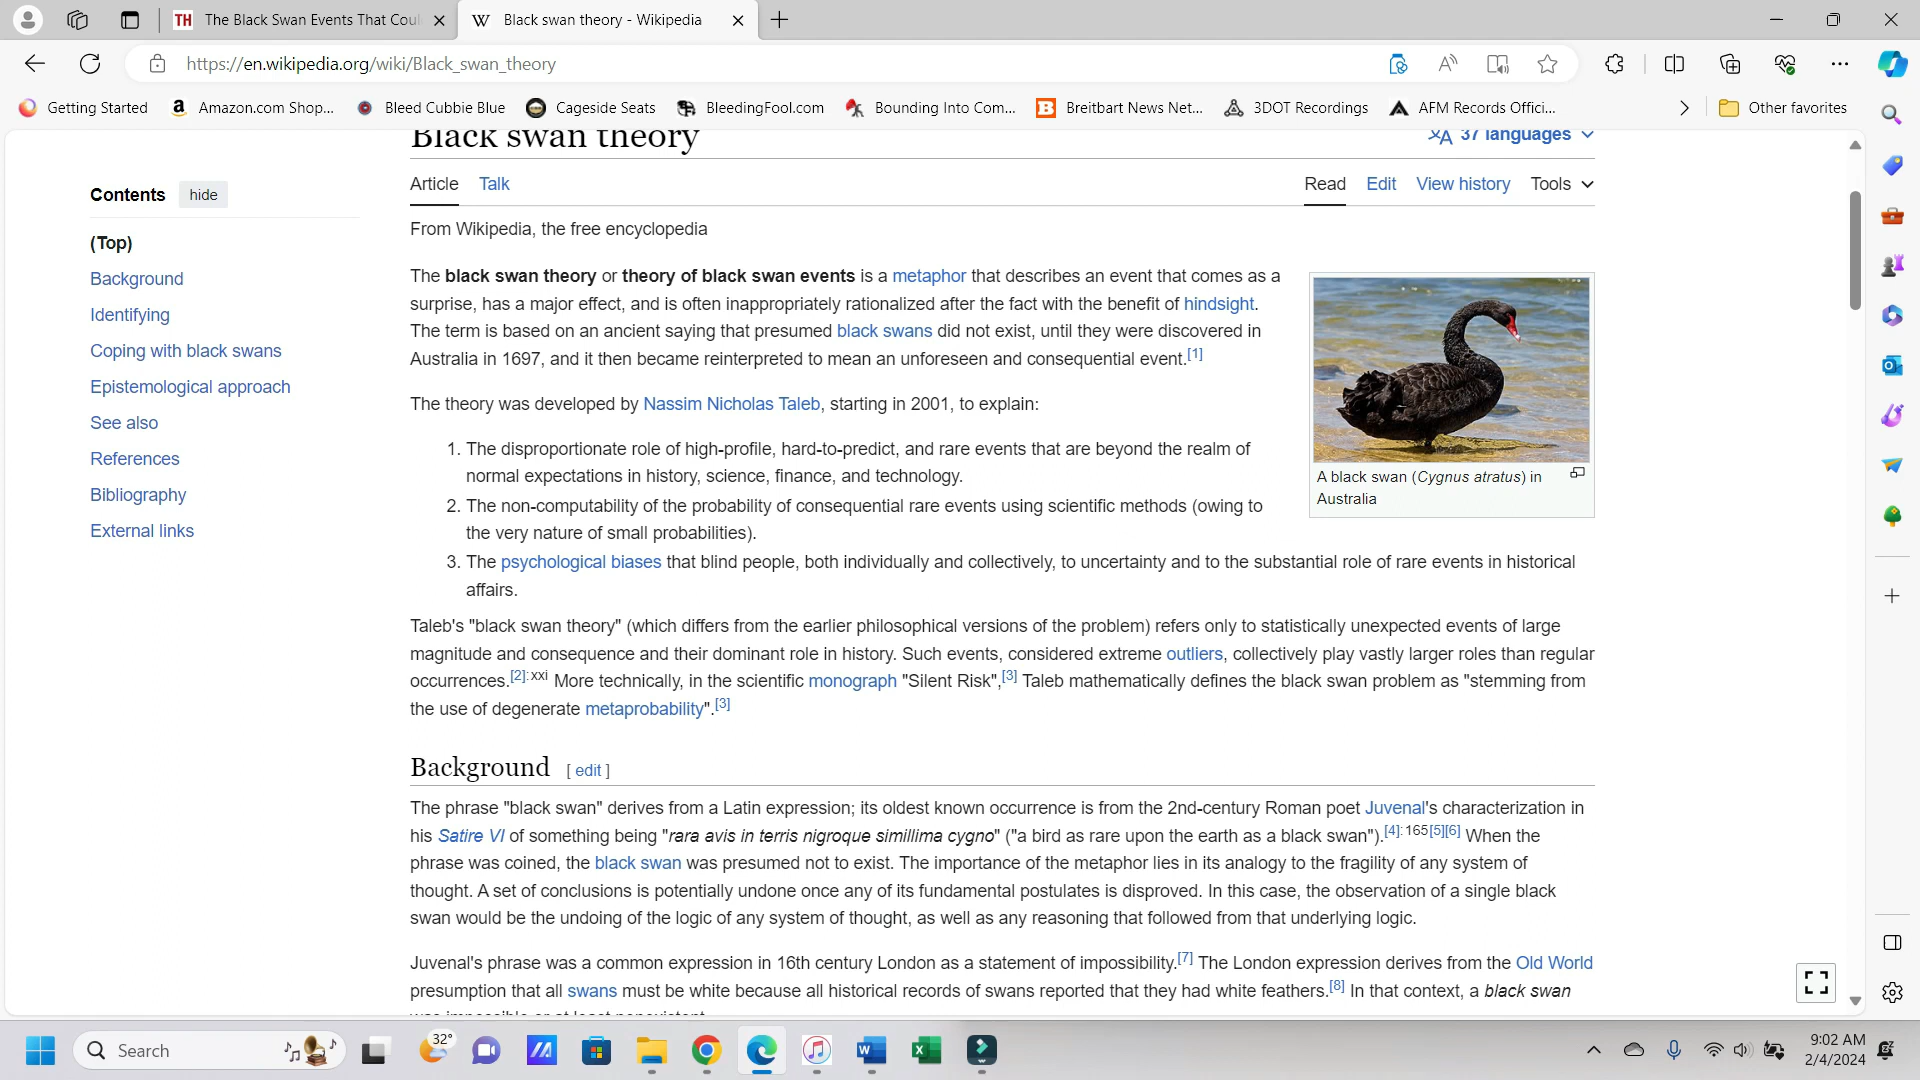 TH The Black Swan Events That Coul
W Black swan theory - Wikipedia
https://en.wikipedia.org/wiki/Black_swan_theory
Getting Started Amazon.com Shop... Bleed Cubbie Blue Cageside Seats BleedingFool.com Bounding Into Com... Breitbart News Net... 3DOT Recordings AFM Records Offici... Other favorites
Black swan theory
37 languages
Contents hide
(Top)
Background
Identifying
Coping with black swans
Epistemological approach
See also
References
Bibliography
External links
Article Talk Read Edit View history Tools
From Wikipedia, the free encyclopedia
The black swan theory or theory of black swan events is a metaphor that describes an event that comes as a
surprise, has a major effect, and is often inappropriately rationalized after the fact with the benefit of hindsight.
The term is based on an ancient saying that presumed black swans did not exist, until they were discovered in
Australia in 1697, and it then became reinterpreted to mean an unforeseen and consequential event.[1]
The theory was developed by Nassim Nicholas Taleb, starting in 2001, to explain:
1. The disproportionate role of high-profile, hard-to-predict, and rare events that are beyond the realm of
normal expectations in history, science, finance, and technology.
2. The non-computability of the probability of consequential rare events using scientific methods (owing to
the very nature of small probabilities).
3. The psychological biases that blind people, both individually and collectively, to uncertainty and to the substantial role of rare events in historical
affairs.
A black swan (Cygnus atratus) in
Australia
Taleb's "black swan theory" (which differs from the earlier philosophical versions of the problem) refers only to statistically unexpected events of large
magnitude and consequence and their dominant role in history. Such events, considered extreme outliers, collectively play vastly larger roles than regular
occurrences.[2]:xxi More technically, in the scientific monograph "Silent Risk",[3] Taleb mathematically defines the black swan problem as "stemming from
the use of degenerate metaprobability".[3]
Background [ edit ]
The phrase "black swan" derives from a Latin expression; its oldest known occurrence is from the 2nd-century Roman poet Juvenal's characterization in
his Satire VI of something being "rara avis in terris nigroque simillima cygno" ("a bird as rare upon the earth as a black swan").[4]:165[5][6] When the
phrase was coined, the black swan was presumed not to exist. The importance of the metaphor lies in its analogy to the fragility of any system of
thought. A set of conclusions is potentially undone once any of its fundamental postulates is disproved. In this case, the observation of a single black
swan would be the undoing of the logic of any system of thought, as well as any reasoning that followed from that underlying logic.
Juvenal's phrase was a common expression in 16th century London as a statement of impossibility.[7] The London expression derives from the Old World
presumption that all swans must be white because all historical records of swans reported that they had white feathers.[8] In that context, a black swan
Search
32°
9:02 AM
2/4/2024